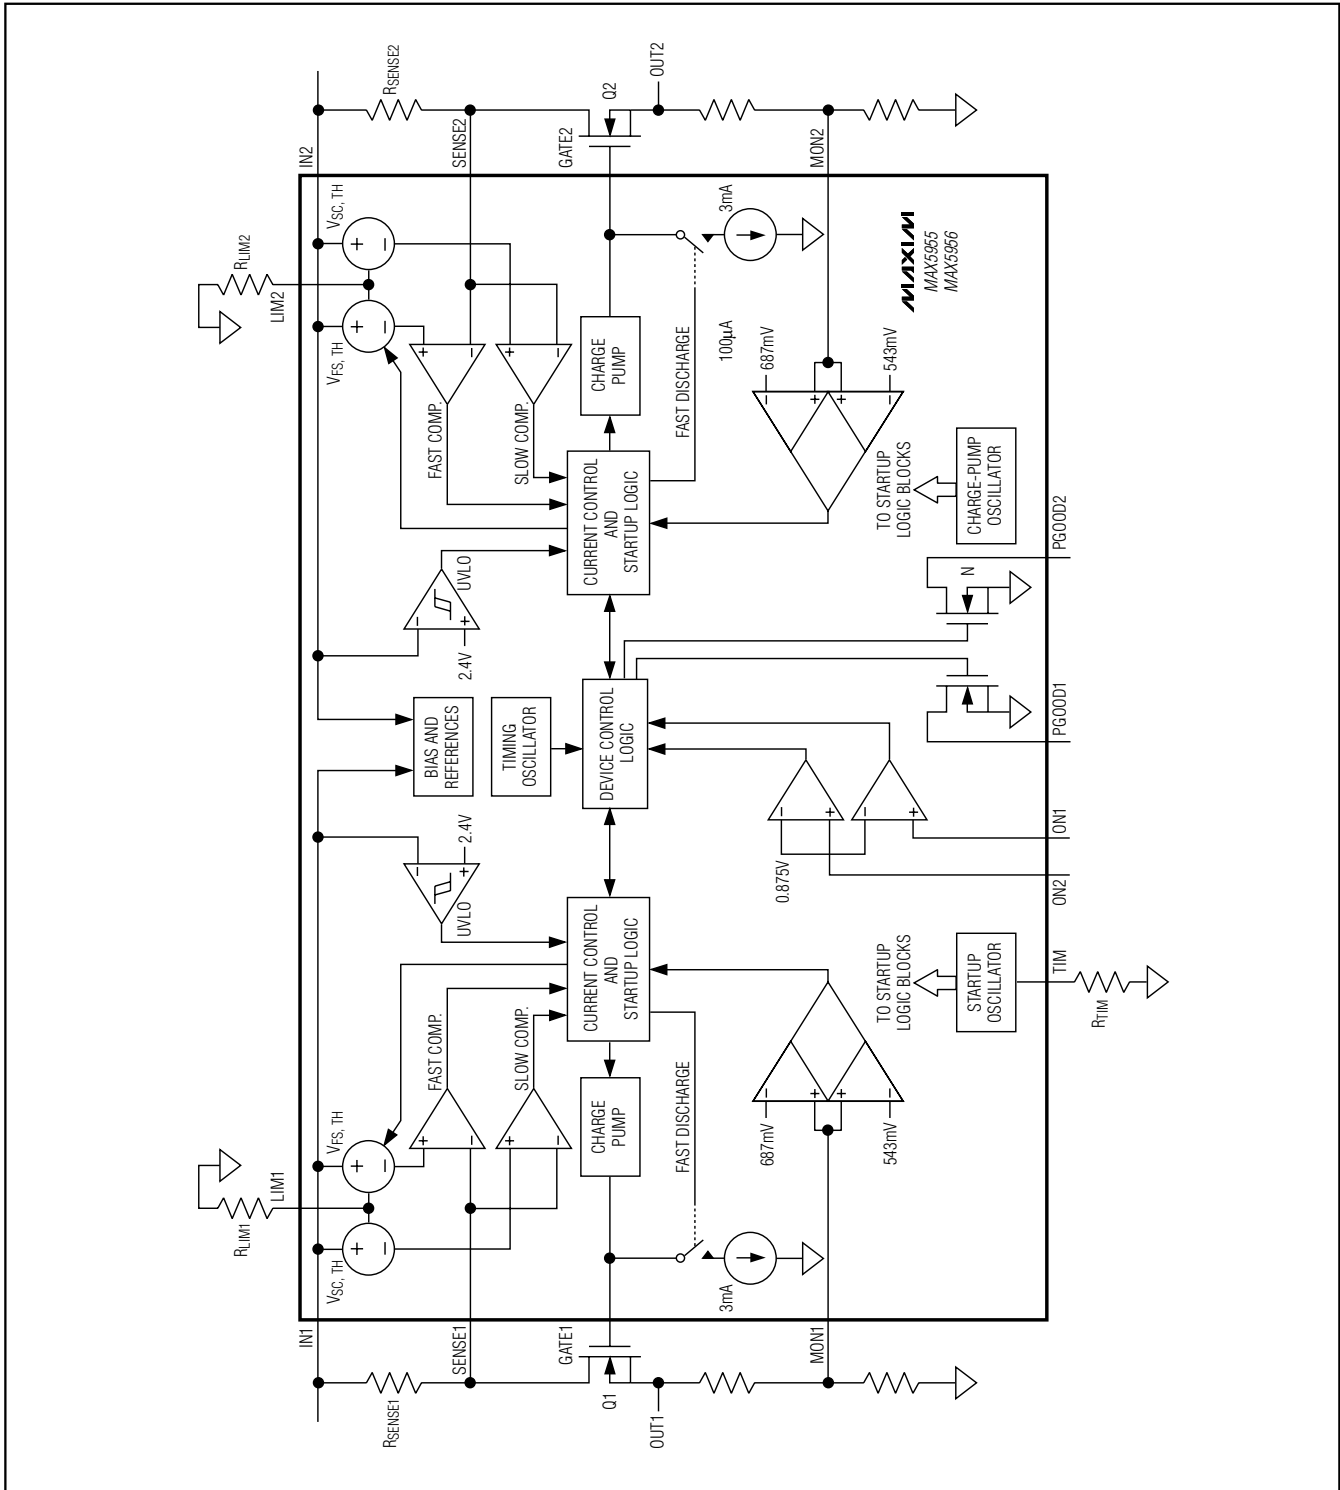 RSENSE1
IN1
SENSE1
GATE1
Q1
OUT1
MON1
RLIM1
LIM1
VSC, TH
VFS, TH
FAST COMP.
SLOW COMP.
CHARGE
PUMP
FAST DISCHARGE
3mA
687mV
543mV
CURRENT CONTROL
AND
STARTUP LOGIC
UVLO
2.4V
TO STARTUP
LOGIC BLOCKS
STARTUP
OSCILLATOR
TIM
RTIM
BIAS AND
REFERENCES
TIMING
OSCILLATOR
DEVICE CONTROL
LOGIC
0.875V
ON2
ON1
PGOOD1
PGOOD2
N
2.4V
UVLO
CURRENT CONTROL
AND
STARTUP LOGIC
FAST COMP.
SLOW COMP.
CHARGE
PUMP
FAST DISCHARGE
100µA
3mA
687mV
543mV
TO STARTUP
LOGIC BLOCKS
CHARGE-PUMP
OSCILLATOR
VFS, TH
VSC, TH
LIM2
RLIM2
MAXIM
MAX5955
MAX5956
IN2
RSENSE2
SENSE2
GATE2
Q2
OUT2
MON2